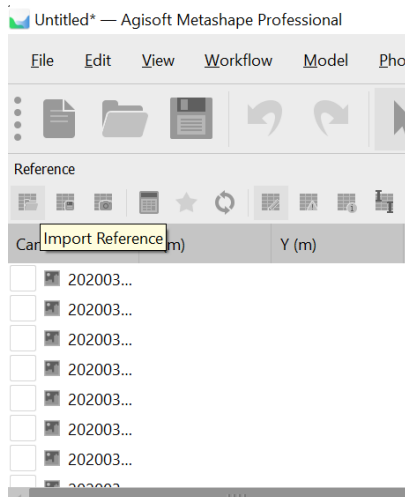 Untitled* — Agisoft Metashape Professional
File Edit View Workflow Model Pho
Reference
Import Reference
Y (m)
202003...
202003...
202003...
202003...
202003...
202003...
202003...